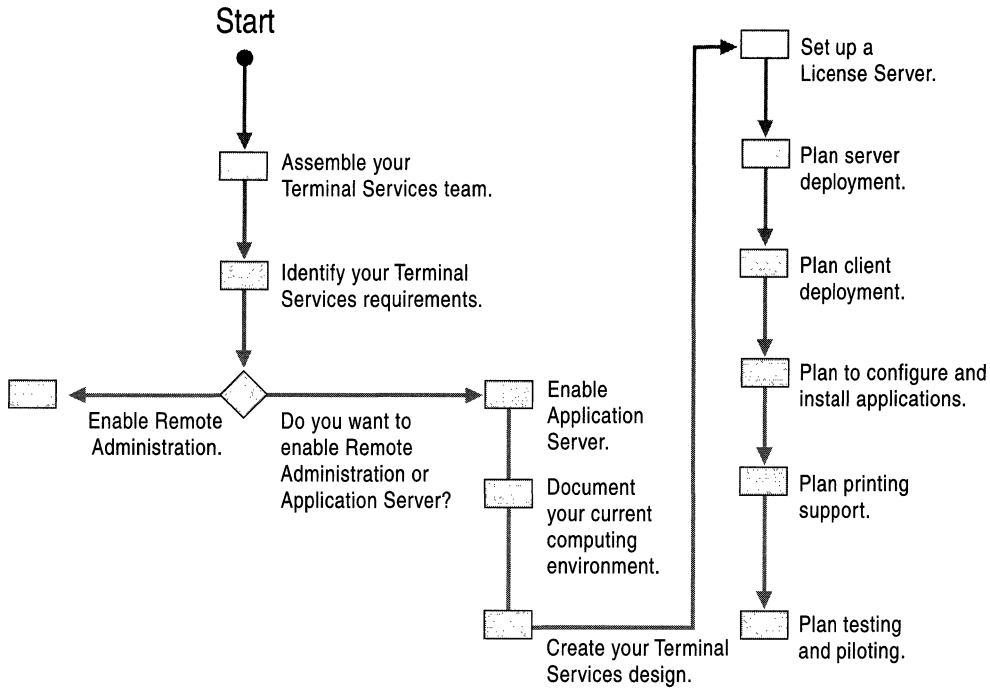 Start
Assemble your
Terminal Services team.
Identify your Terminal
Services requirements.
Enable Remote
Administration.
Do you want to
enable Remote
Administration or
Application Server?
Enable
Application
Server.
Document
your current
computing
environment.
Create your Terminal
Services design.
Set up a
License Server.
Plan server
deployment.
Plan client
deployment.
Plan to configure and
install applications.
Plan printing
support.
Plan testing
and piloting.